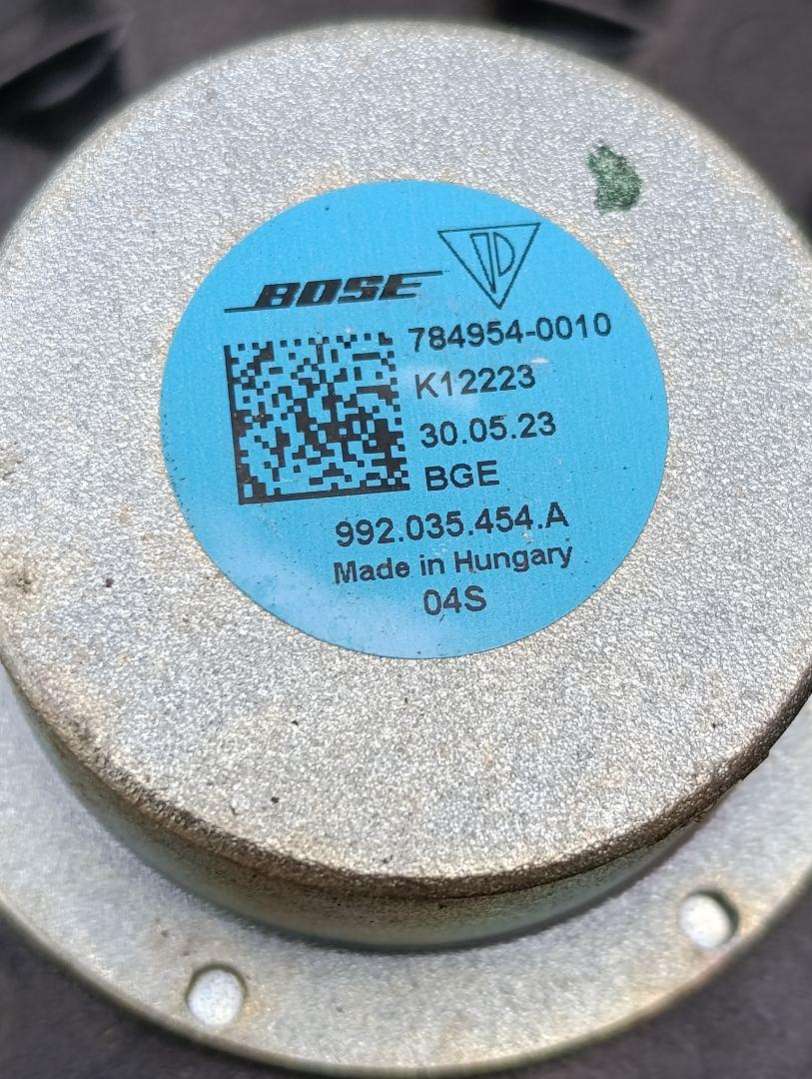 BOSE
784954-0010
K12223
30.05.23
BGE
992.035.454.A
Made in Hungary
04S